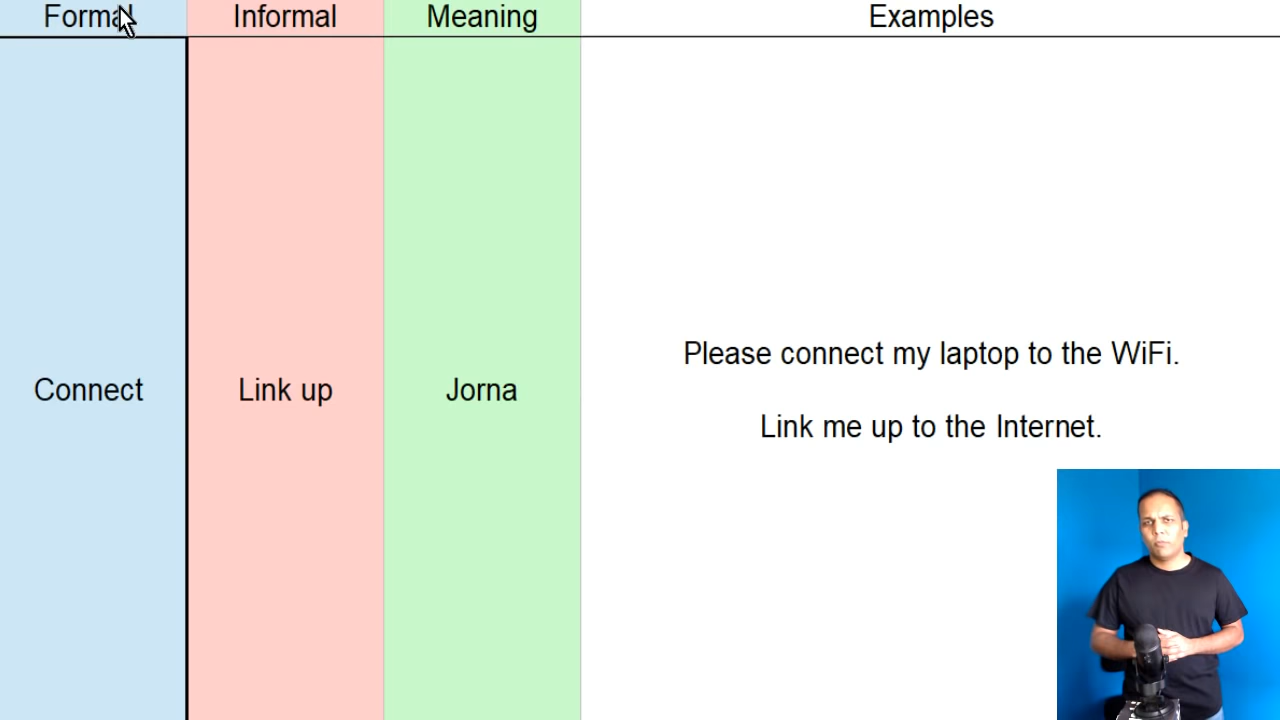 Formal Informal Meaning Examples
Connect Link up Jorna
Please connect my laptop to the WiFi.
Link me up to the Internet.